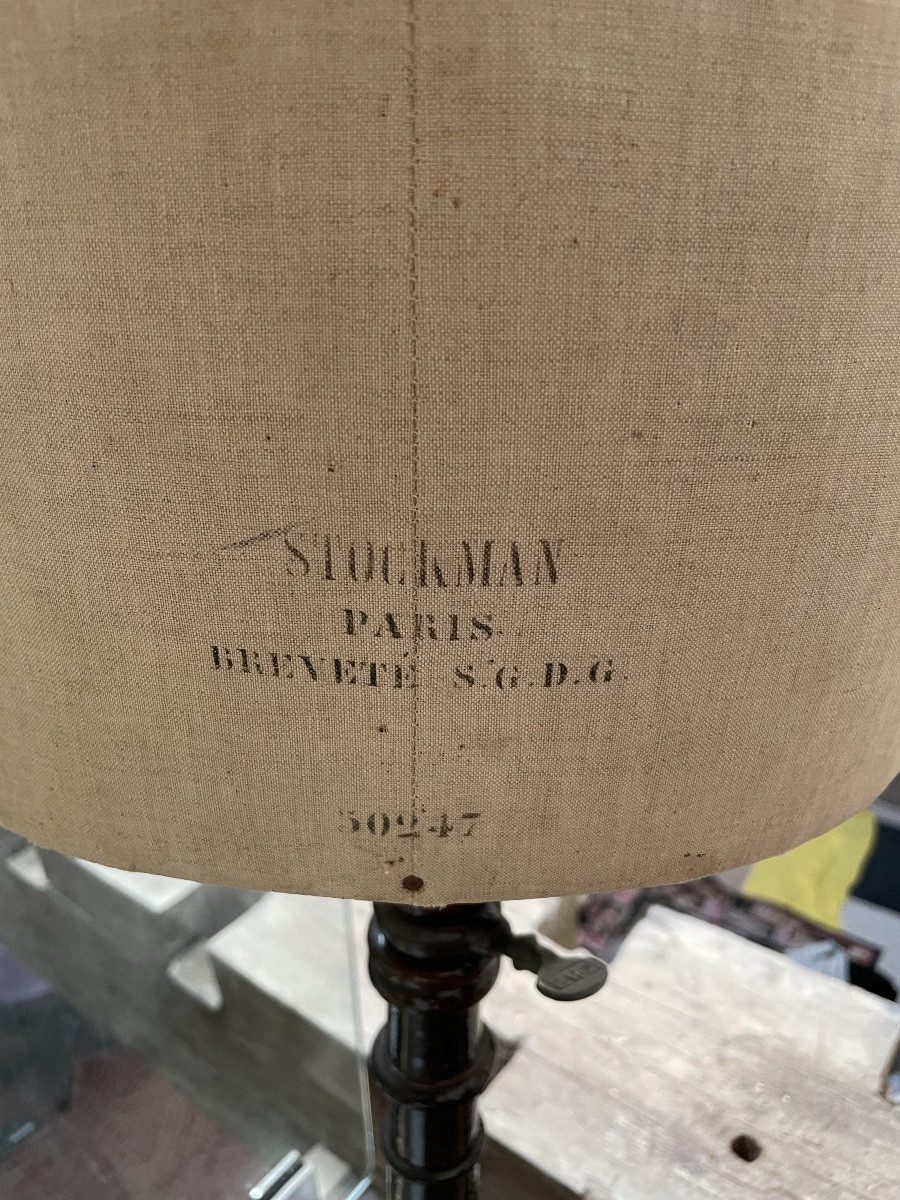 STOCKMAN
PARIS
BREVETÉ S.G.D.G.
50247